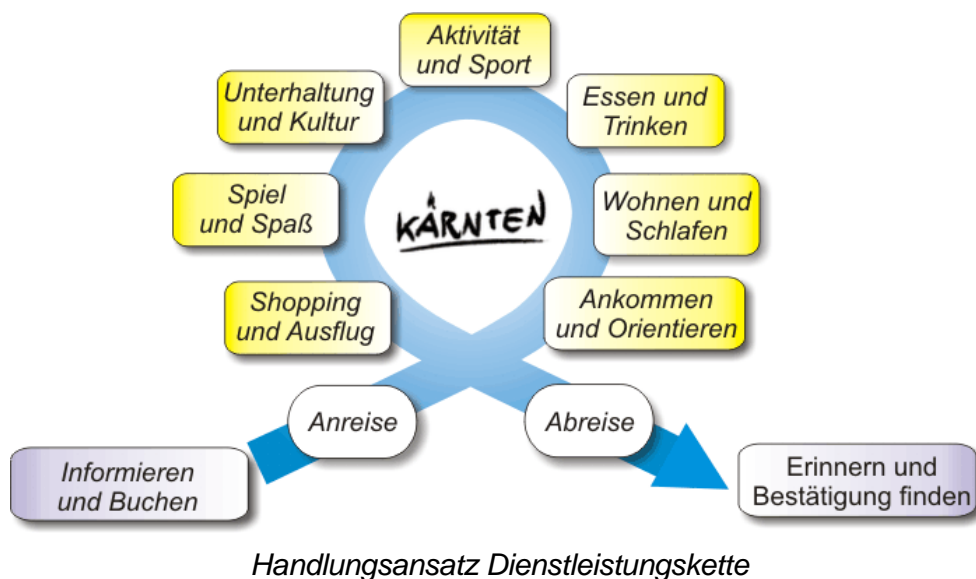 Aktivität
und Sport
Unterhaltung
und Kultur
Essen und
Trinken
Spiel
und Spaß
KÄRNTEN
Wohnen und
Schlafen
Shopping
und Ausflug
Ankommen
und Orientieren
Anreise
Abreise
Informieren
und Buchen
Erinnern und
Bestätigung finden
Handlungsansatz Dienstleistungskette